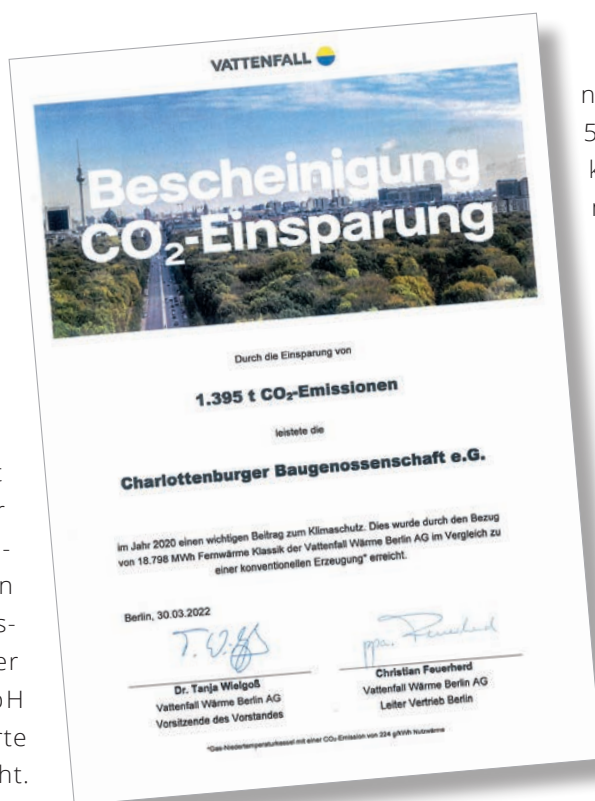 VATTENFALL
Bescheinigung
CO₂-Einsparung
Durch die Einsparung von
1.395 t CO₂-Emissionen
leistete die
Charlottenburger Baugenossenschaft e.G.
im Jahr 2020 einen wichtigen Beitrag zum Klimaschutz. Dies wurde durch den Bezug
von 18.798 MWh Fernwärme Klassik der Vattenfall Wärme Berlin AG im Vergleich zu
einer konventionellen Erzeugung* erreicht.
Berlin, 30.03.2022
Dr. Tanja Wielgoß
Vattenfall Wärme Berlin AG
Vorsitzende des Vorstandes
ppa. Feuerherd
Christian Feuerherd
Vattenfall Wärme Berlin AG
Leiter Vertrieb Berlin
*Gas-Niedertemperaturkessel mit einer CO₂-Emission von 224 g/kWh Nutzwärme